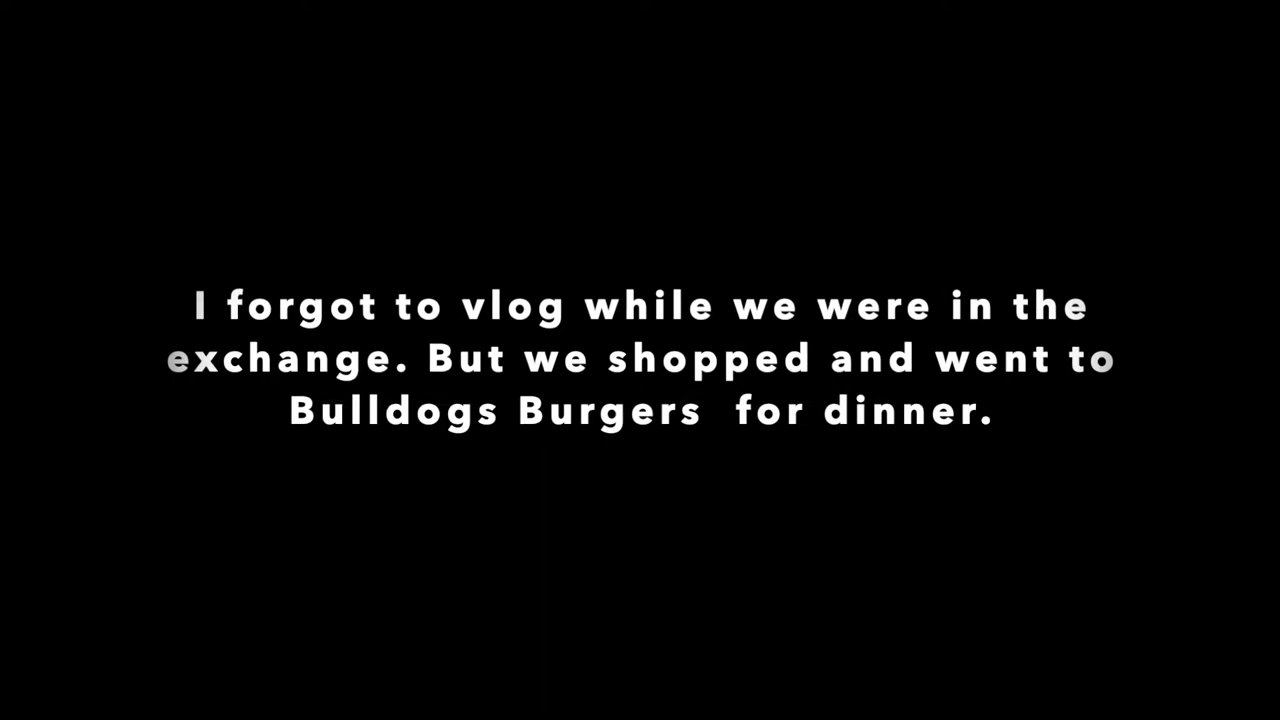 I forgot to vlog while we were in the
exchange. But we shopped and went to
Bulldogs Burgers  for dinner.